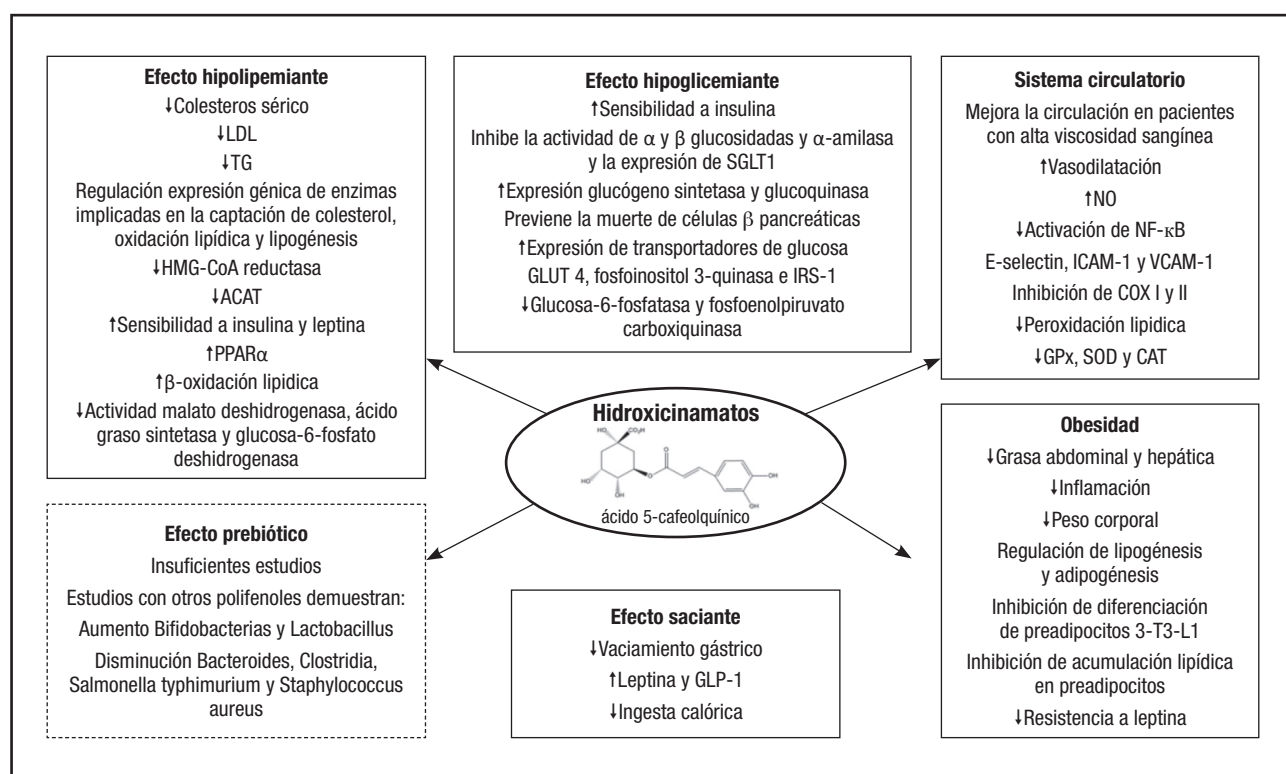 Efecto hipolipemiante
↓Colesteros sérico
↓LDL
↓TG
Regulación expresión génica de enzimas
implicadas en la captación de colesterol,
oxidación lipídica y lipogénesis
↓HMG-CoA reductasa
↓ACAT
↑Sensibilidad a insulina y leptina
↑PPARα
↑β-oxidación lipidica
↓Actividad malato deshidrogenasa, ácido
graso sintetasa y glucosa-6-fosfato
deshidrogenasa
Efecto hipoglicemiante
↑Sensibilidad a insulina
Inhibe la actividad de α y β glucosidadas y α-amilasa
y la expresión de SGLT1
↑Expresión glucógeno sintetasa y glucoquinasa
Previene la muerte de células β pancreáticas
↑Expresión de transportadores de glucosa
GLUT 4, fosfoinositol 3-quinasa e IRS-1
↓Glucosa-6-fosfatasa y fosfoenolpiruvato
carboxiquinasa
Sistema circulatorio
Mejora la circulación en pacientes
con alta viscosidad sangínea
↑Vasodilatación
↑NO
↓Activación de NF-κB
E-selectin, ICAM-1 y VCAM-1
Inhibición de COX I y II
↓Peroxidación lipidica
↓GPx, SOD y CAT
Hidroxicinamatos
HO CO₂H
O
HO O OH
OH
OH
ácido 5-cafeolquínico
Efecto prebiótico
Insuficientes estudios
Estudios con otros polifenoles demuestran:
Aumento Bifidobacterias y Lactobacillus
Disminución Bacteroides, Clostridia,
Salmonella typhimurium y Staphylococcus
aureus
Efecto saciante
↓Vaciamiento gástrico
↑Leptina y GLP-1
↓Ingesta calórica
Obesidad
↓Grasa abdominal y hepática
↓Inflamación
↓Peso corporal
Regulación de lipogénesis
y adipogénesis
Inhibición de diferenciación
de preadipocitos 3-T3-L1
Inhibición de acumulación lipídica
en preadipocitos
↓Resistencia a leptina